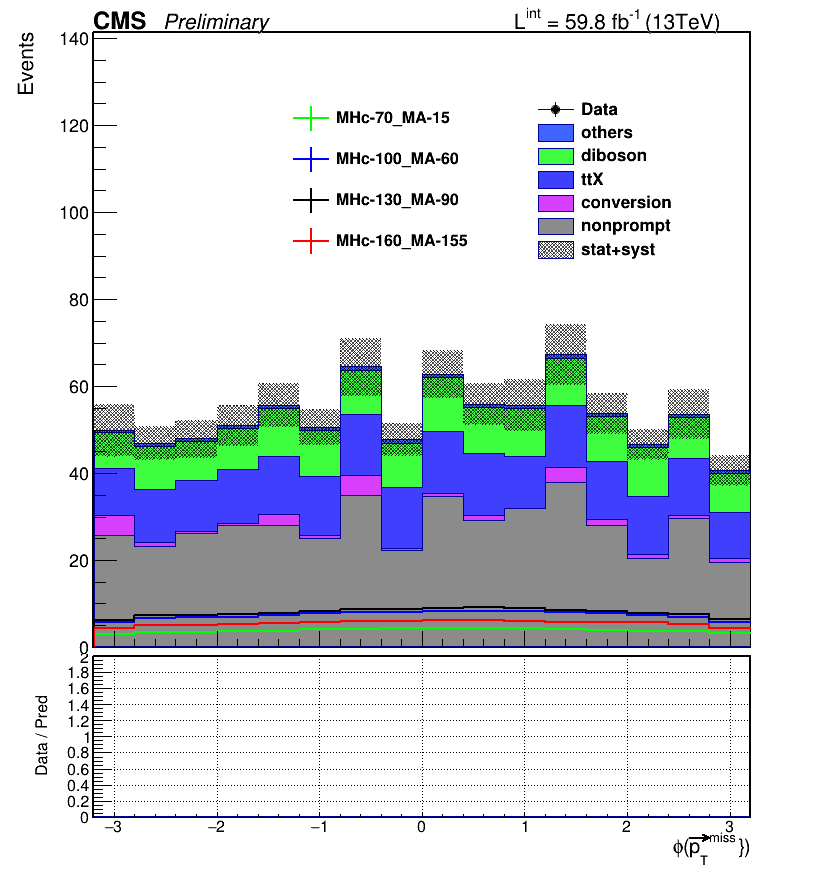 CMS Preliminary L^int = 59.8 fb^-1 (13TeV)
Events
140
120
100
80
60
40
20
0
MHc-70_MA-15
MHc-100_MA-60
MHc-130_MA-90
MHc-160_MA-155
Data
others
diboson
ttX
conversion
nonprompt
stat+syst
Data / Pred
2
1.8
1.6
1.4
1.2
1
0.8
0.6
0.4
0.2
0
−3 −2 −1 0 1 2 3
ϕ(p⃗_T^miss})